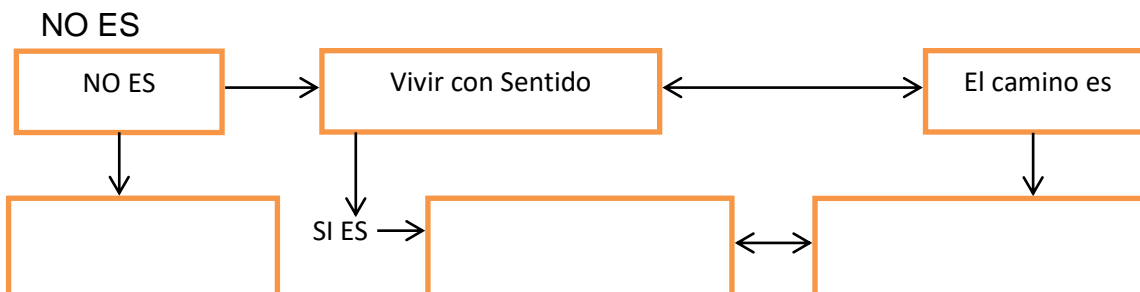 NO ES
NO ES
Vivir con Sentido
El camino es
SI ES